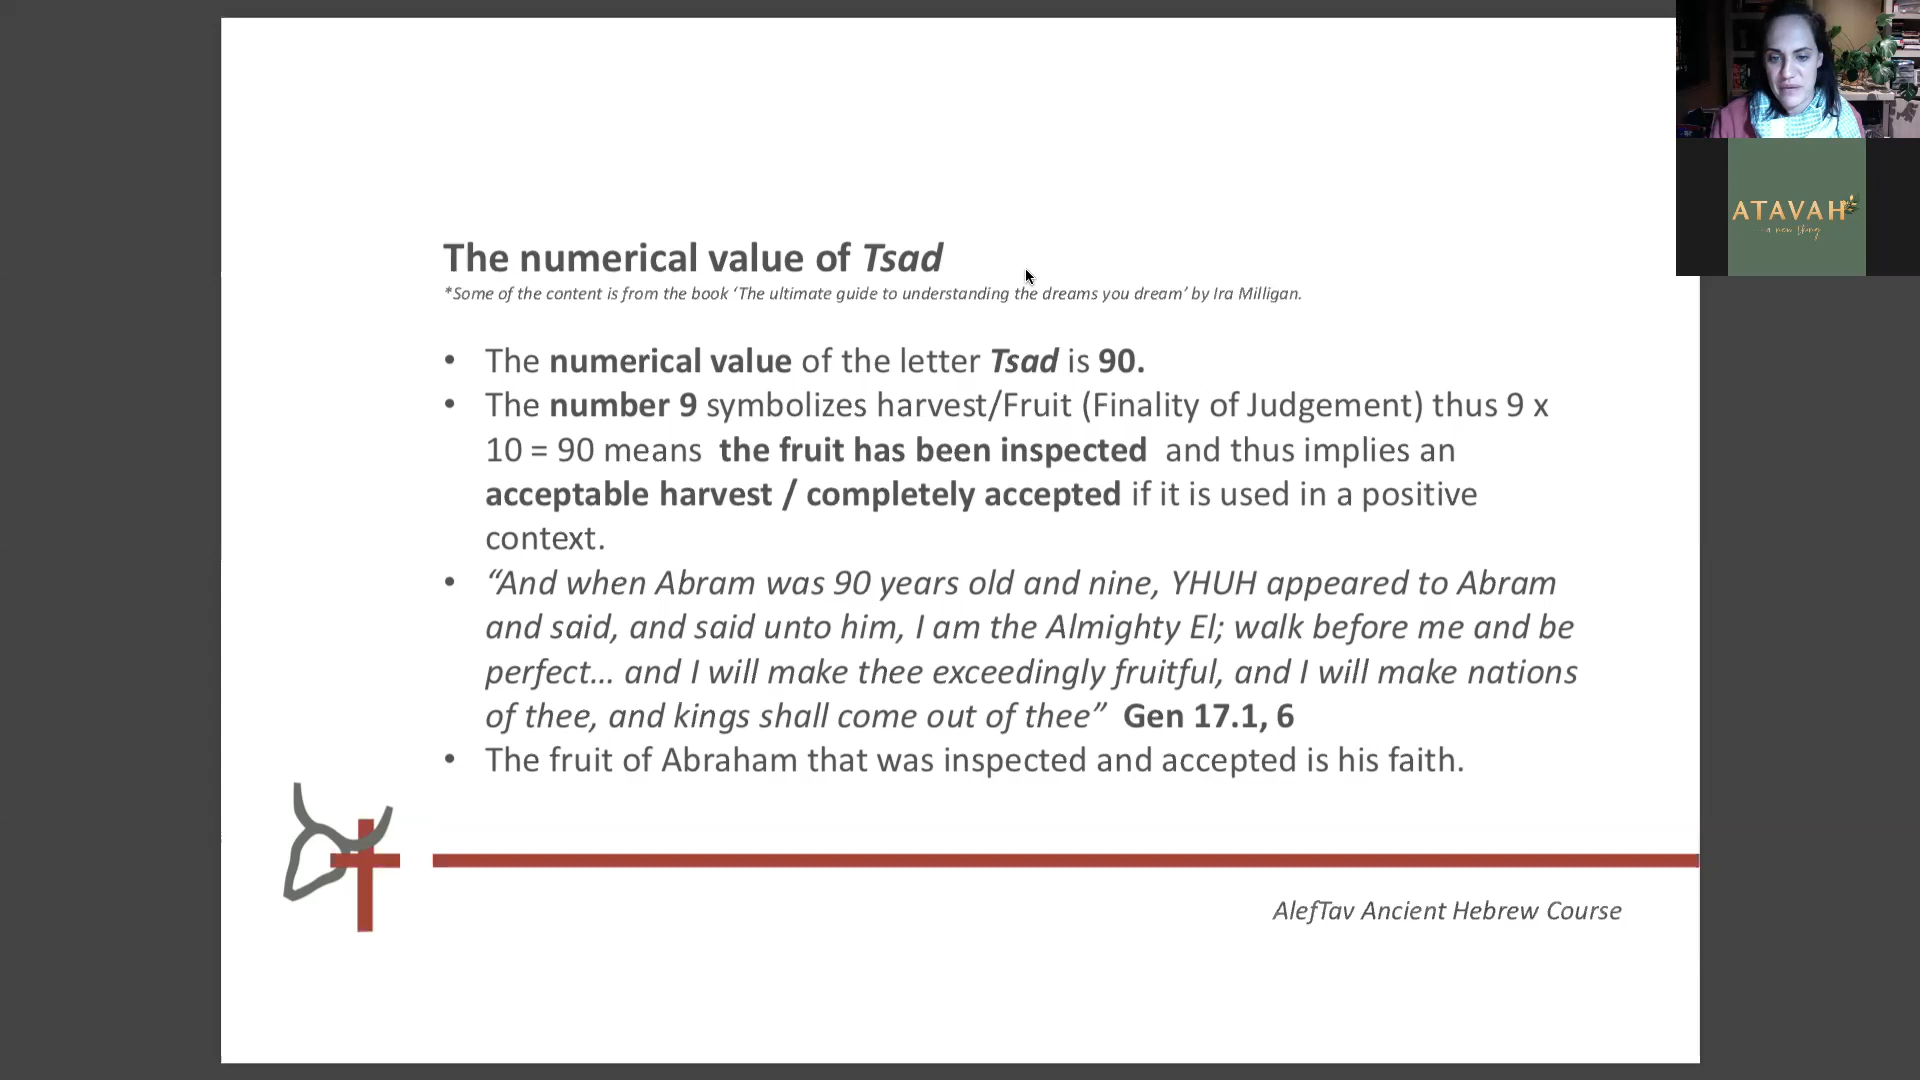 The numerical value of Tsad
*Some of the content is from the book ‘The ultimate guide to understanding the dreams you dream’ by Ira Milligan.
• The numerical value of the letter Tsad is 90.
• The number 9 symbolizes harvest/Fruit (Finality of Judgement) thus 9 x
10 = 90 means the fruit has been inspected and thus implies an
acceptable harvest / completely accepted if it is used in a positive
context.
• “And when Abram was 90 years old and nine, YHUH appeared to Abram
and said, and said unto him, I am the Almighty El; walk before me and be
perfect... and I will make thee exceedingly fruitful, and I will make nations
of thee, and kings shall come out of thee” Gen 17.1, 6
• The fruit of Abraham that was inspected and accepted is his faith.
AlefTav Ancient Hebrew Course
ATAVAH
a new thing